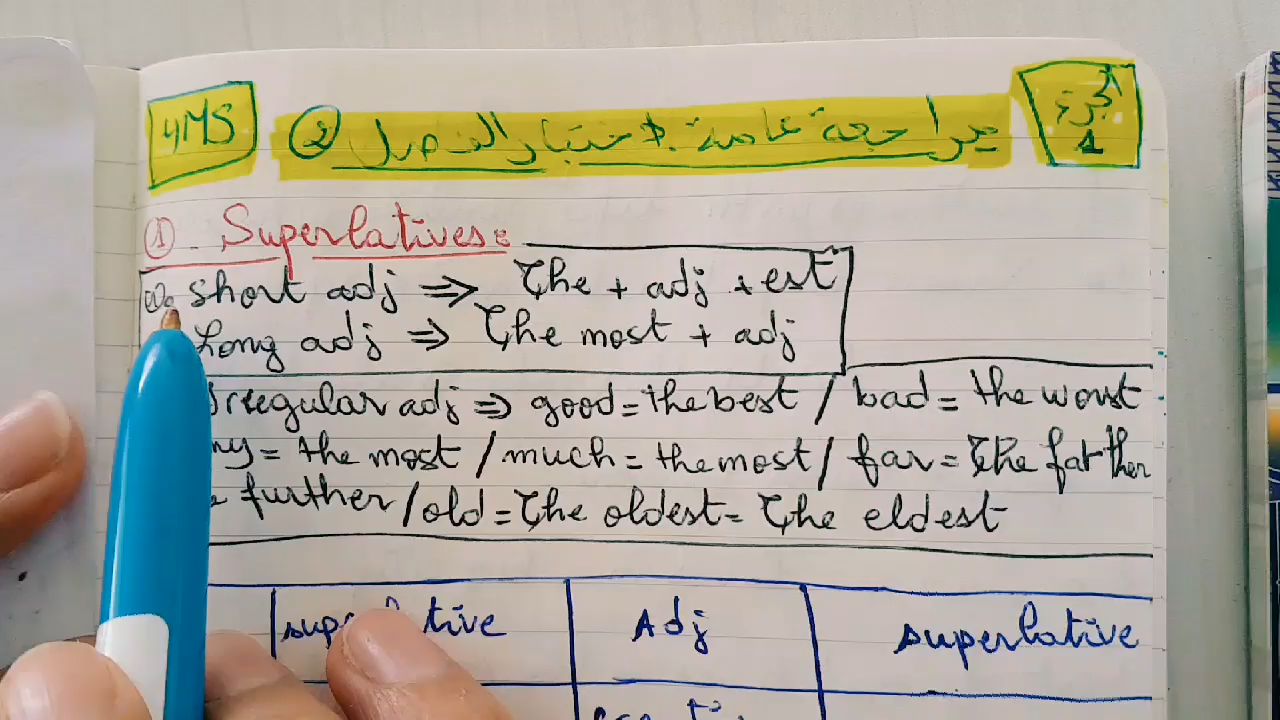 4MS
مراجعة عامة لاختبار الفصل ②
جزء
1
① - Superlatives:
short adj ⇒ The + adj + est
Long adj ⇒ The most + adj
Irregular adj ⇒ good = the best / bad = the worst
= the most / much = the most / far = The farther
further / old = The oldest = The eldest
superlative
Adj
superlative